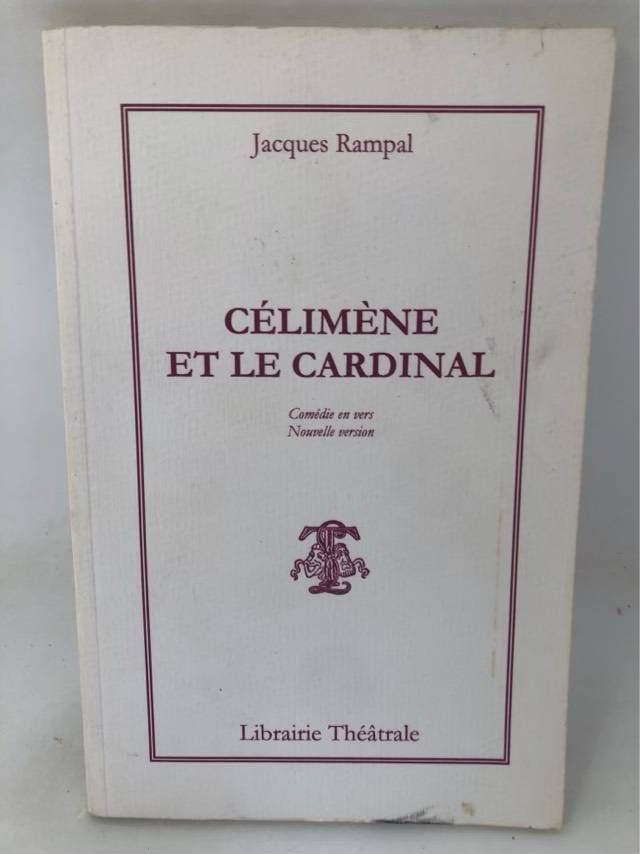 Jacques Rampal
CÉLIMÈNE
ET LE CARDINAL
Comédie en vers
Nouvelle version
Librairie Théâtrale